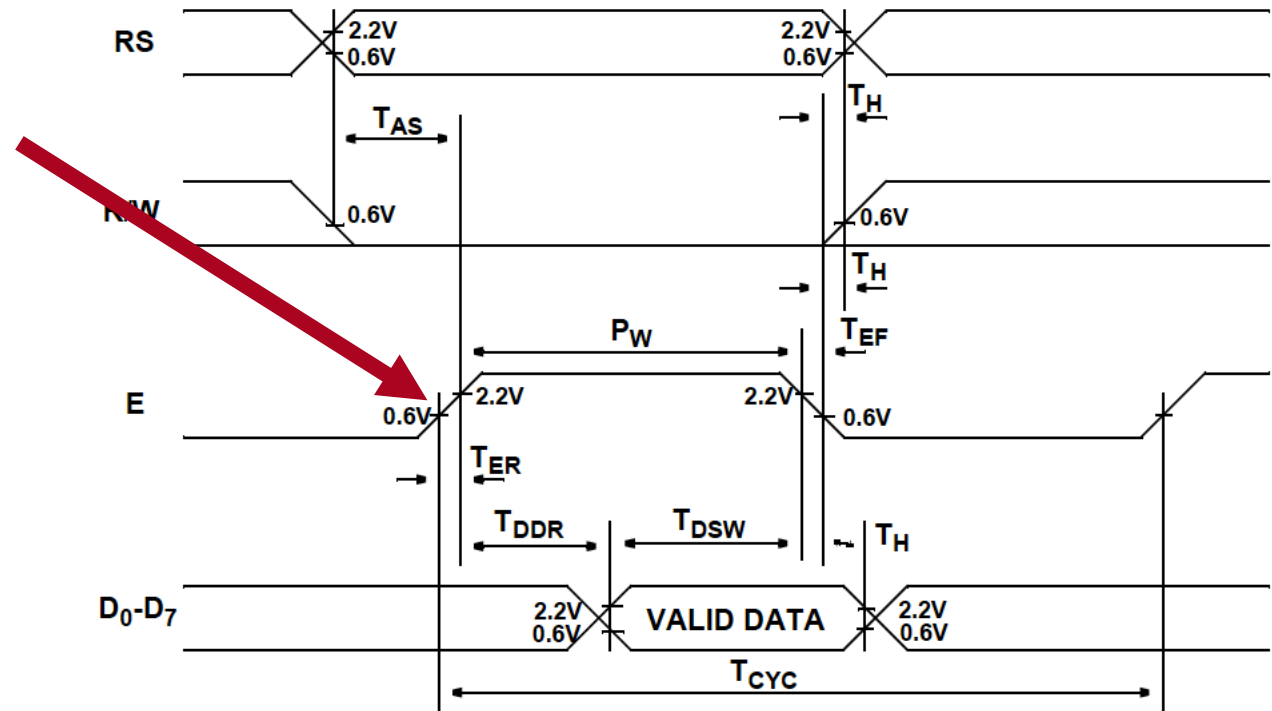 RS
2.2V
0.6V
2.2V
0.6V
TH
TAS
R/W
0.6V
0.6V
TH
PW
TEF
E
0.6V
2.2V
2.2V
0.6V
TER
TDDR
TDSW
TH
D0-D7
2.2V
0.6V
VALID DATA
2.2V
0.6V
TCYC